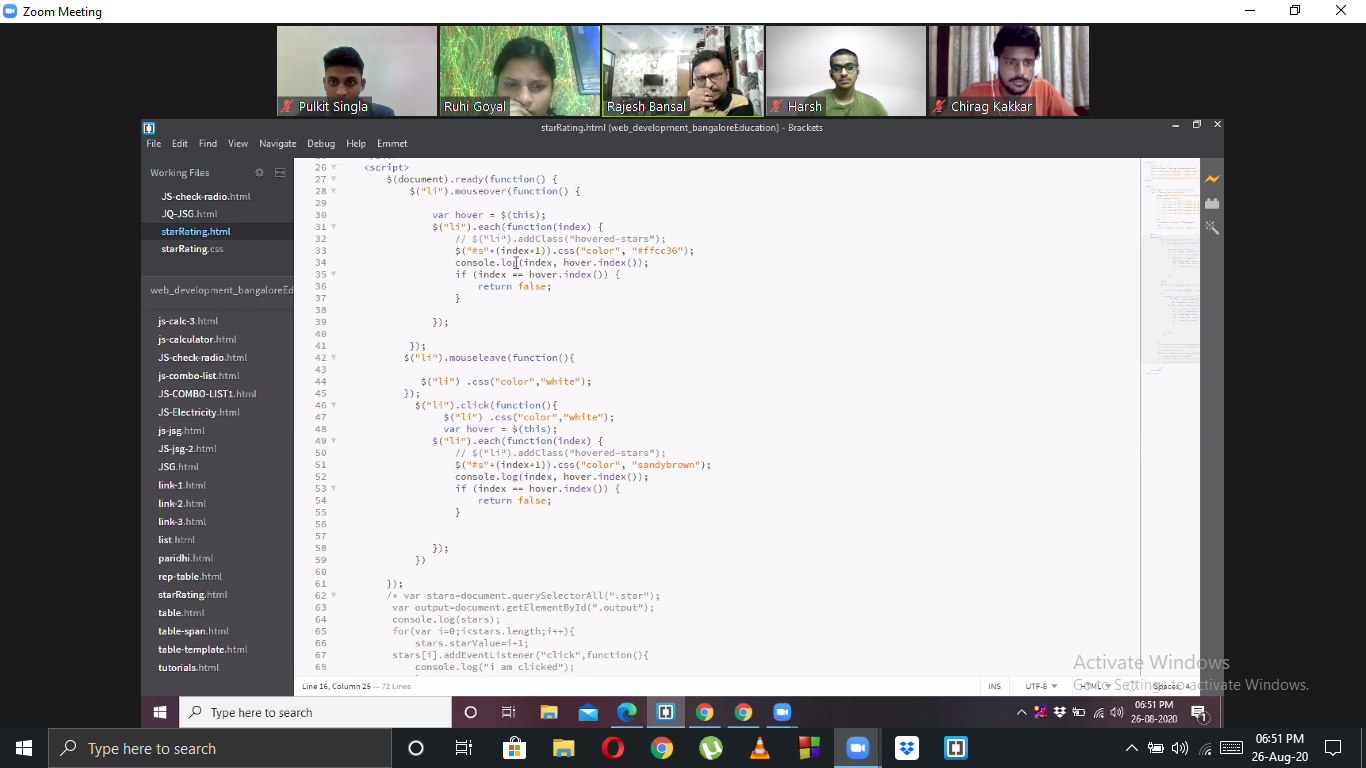 Zoom Meeting
Pulkit Singla
Ruhi Goyal
Rajesh Bansal
Harsh
Chirag Kakkar
starRating.html (web_development_bangaloreEducation) - Brackets
File Edit Find View Navigate Debug Help Emmet
Working Files
JS-check-radio.html
JQ-JSG.html
starRating.html
starRating.css
web_development_bangaloreEd
js-calc-3.html
js-calculator.html
JS-check-radio.html
js-combo-list.html
JS-COMBO-LIST1.html
JS-Electricity.html
js-jsg.html
JS-jsg-2.html
JSG.html
link-1.html
link-2.html
link-3.html
list.html
paridhi.html
rep-table.html
starRating.html
table.html
table-span.html
table-template.html
tutorials.html
26 <script>
27 $(document).ready(function() {
28 $("li").mouseover(function() {
29
30 var hover = $(this);
31 $("li").each(function(index) {
32 // $("li").addClass("hovered-stars");
33 $("#s"+(index+1)).css("color", "#ffcc36");
34 console.log(index, hover.index());
35 if (index == hover.index()) {
36 return false;
37 }
38
39 });
40
41 });
42 $("li").mouseleave(function(){
43
44 $("li") .css("color","white");
45 });
46 $("li").click(function(){
47 $("li") .css("color","white");
48 var hover = $(this);
49 $("li").each(function(index) {
50 // $("li").addClass("hovered-stars");
51 $("#s"+(index+1)).css("color", "sandybrown");
52 console.log(index, hover.index());
53 if (index == hover.index()) {
54 return false;
55 }
56
57
58 });
59 })
60
61 });
62 /* var stars=document.querySelectorAll(".star");
63 var output=document.getElementById(".output");
64 console.log(stars);
65 for(var i=0;i<stars.length;i++){
66 stars.starValue=i+1;
67 stars[i].addEventListener("click",function(){
68 console.log("i am clicked");
Line 16, Column 25 — 72 Lines
INS UTF-8 HTML Spaces: 4
Activate Windows
Go to Settings to activate Windows.
Type here to search
06:51 PM
26-08-2020
1
Type here to search
06:51 PM
26-Aug-20